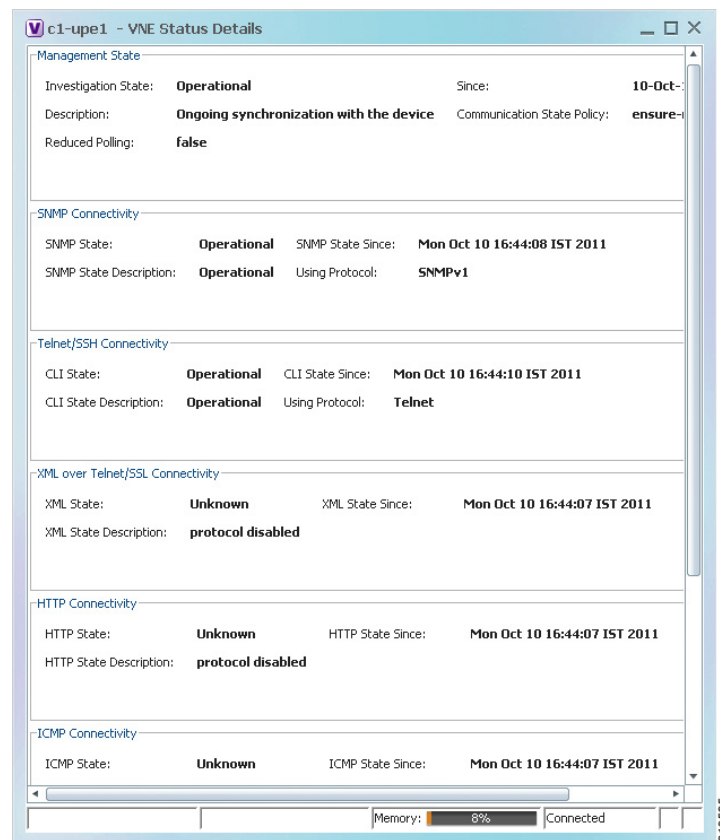 V c1-upe1 - VNE Status Details
Management State
Investigation State: Operational Since: 10-Oct-
Description: Ongoing synchronization with the device Communication State Policy: ensure-
Reduced Polling: false
SNMP Connectivity
SNMP State: Operational SNMP State Since: Mon Oct 10 16:44:08 IST 2011
SNMP State Description: Operational Using Protocol: SNMPv1
Telnet/SSH Connectivity
CLI State: Operational CLI State Since: Mon Oct 10 16:44:10 IST 2011
CLI State Description: Operational Using Protocol: Telnet
XML over Telnet/SSL Connectivity
XML State: Unknown XML State Since: Mon Oct 10 16:44:07 IST 2011
XML State Description: protocol disabled
HTTP Connectivity
HTTP State: Unknown HTTP State Since: Mon Oct 10 16:44:07 IST 2011
HTTP State Description: protocol disabled
ICMP Connectivity
ICMP State: Unknown ICMP State Since: Mon Oct 10 16:44:07 IST 2011
Memory: 8% Connected